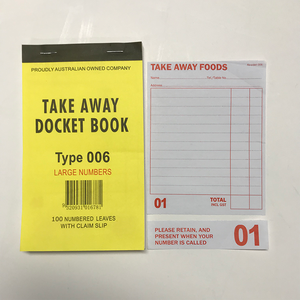 PROUDLY AUSTRALIAN OWNED COMPANY
TAKE AWAY
DOCKET BOOK
Type 006
LARGE NUMBERS
100 NUMBERED LEAVES
WITH CLAIM SLIP
TAKE AWAY FOODS
Name
01
TOTAL
INCL. GST
PLEASE RETAIN, AND
PRESENT WHEN YOUR
NUMBER IS CALLED
01